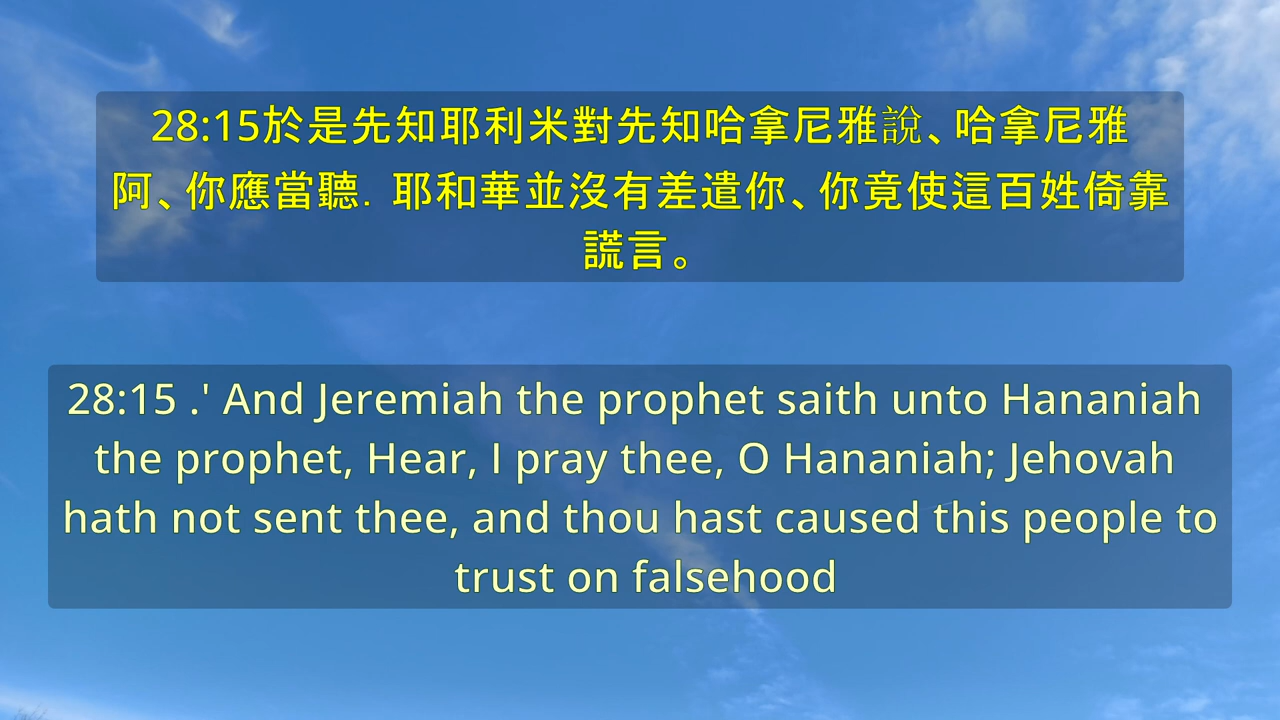 28:15於是先知耶利米對先知哈拿尼雅說、哈拿尼雅
阿、你應當聽．耶和華並沒有差遣你、你竟使這百姓倚靠
謊言。
28:15 .' And Jeremiah the prophet saith unto Hananiah
the prophet, Hear, I pray thee, O Hananiah; Jehovah
hath not sent thee, and thou hast caused this people to
trust on falsehood